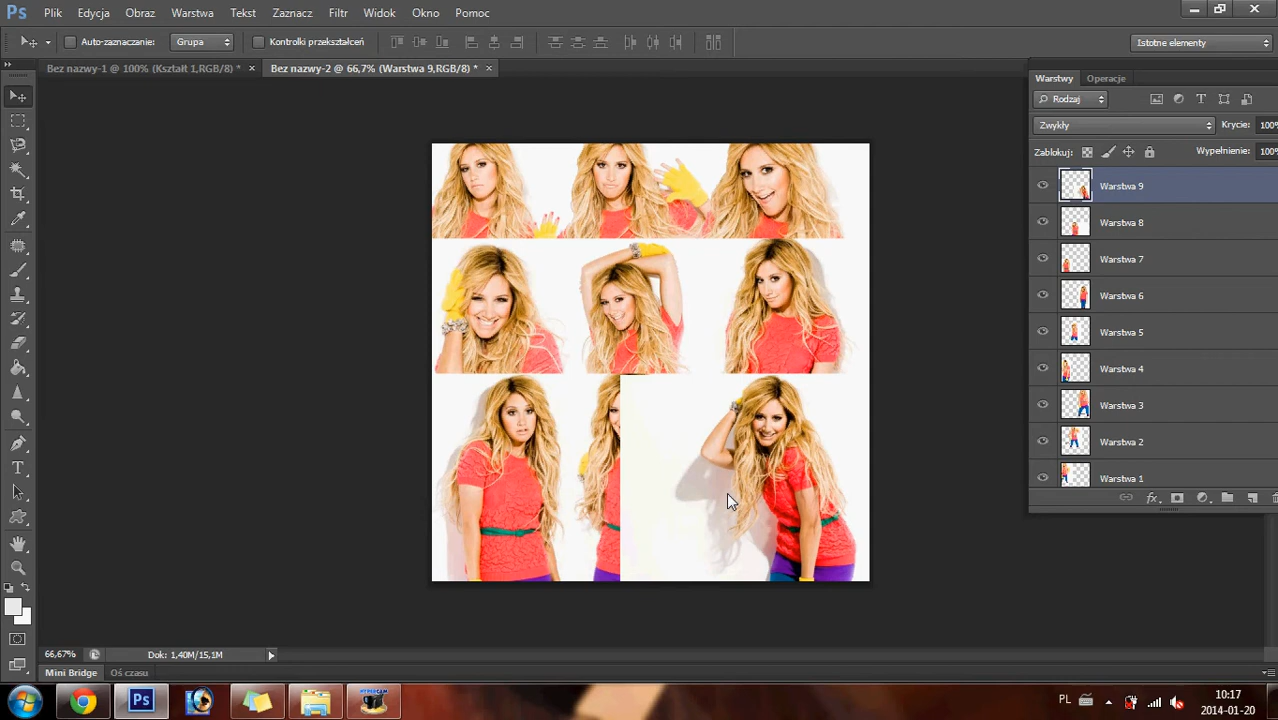 Ps Plik Edycja Obraz Warstwa Tekst Zaznacz Filtr Widok Okno Pomoc
Auto-zaznaczanie: Grupa Kontrolki przekształceń Istotne elementy
Bez nazwy-1 @ 100% (Kształt 1,RGB/8) * × Bez nazwy-2 @ 66,7% (Warstwa 9,RGB/8) * ×
Warstwy Operacje
Rodzaj
Zwykły Krycie: 100%
Zablokuj: Wypełnienie: 100%
Warstwa 9
Warstwa 8
Warstwa 7
Warstwa 6
Warstwa 5
Warstwa 4
Warstwa 3
Warstwa 2
Warstwa 1
fx
66,67% Dok: 1,40M/15,1M
Mini Bridge Oś czasu
Ps HYPERCAM PL 10:17
2014-01-20